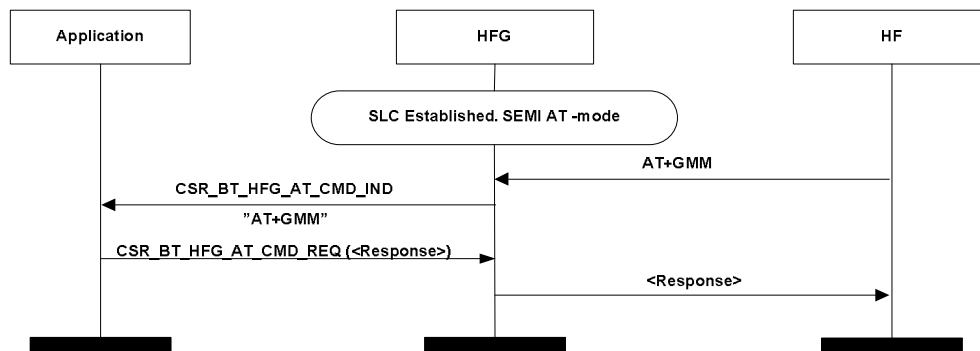 Application
HFG
HF
SLC Established. SEMI AT -mode
AT+GMM
CSR_BT_HFG_AT_CMD_IND
”AT+GMM”
CSR_BT_HFG_AT_CMD_REQ (<Response>)
<Response>